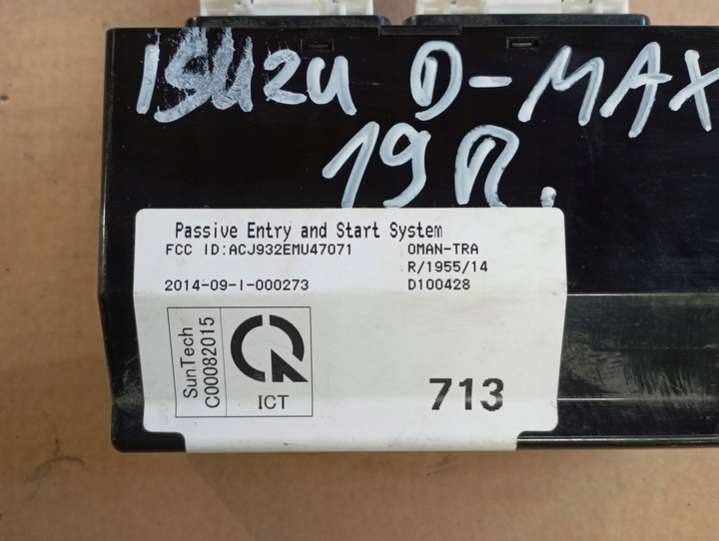 ISUZU D-MAX
19R.
Passive Entry and Start System
FCC ID:ACJ932EMU47071 OMAN-TRA
R/1955/14
2014-09-I-000273 D100428
SunTech
C00082015
ICT
713